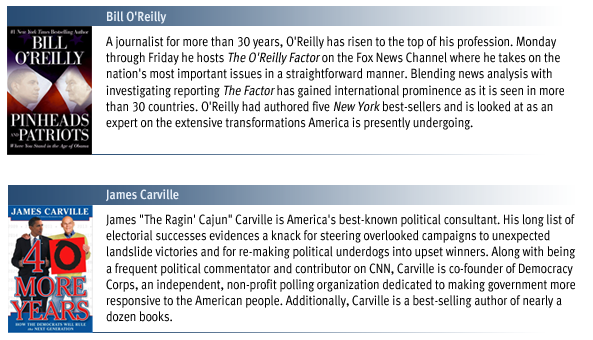 Bill O'Reilly
#1 New York Times Bestselling Author
BILL
O'REILLY
PINHEADS
AND
PATRIOTS
Where You Stand in the Age of Obama
A journalist for more than 30 years, O'Reilly has risen to the top of his profession. Monday
through Friday he hosts The O'Reilly Factor on the Fox News Channel where he takes on the
nation's most important issues in a straightforward manner. Blending news analysis with
investigating reporting The Factor has gained international prominence as it is seen in more
than 30 countries. O'Reilly had authored five New York best-sellers and is looked at as an
expert on the extensive transformations America is presently undergoing.
James Carville
JAMES CARVILLE
40
MORE
YEARS
HOW THE DEMOCRATS WILL RULE
THE NEXT GENERATION
James "The Ragin' Cajun" Carville is America's best-known political consultant. His long list of
electorial successes evidences a knack for steering overlooked campaigns to unexpected
landslide victories and for re-making political underdogs into upset winners. Along with being
a frequent political commentator and contributor on CNN, Carville is co-founder of Democracy
Corps, an independent, non-profit polling organization dedicated to making government more
responsive to the American people. Additionally, Carville is a best-selling author of nearly a
dozen books.